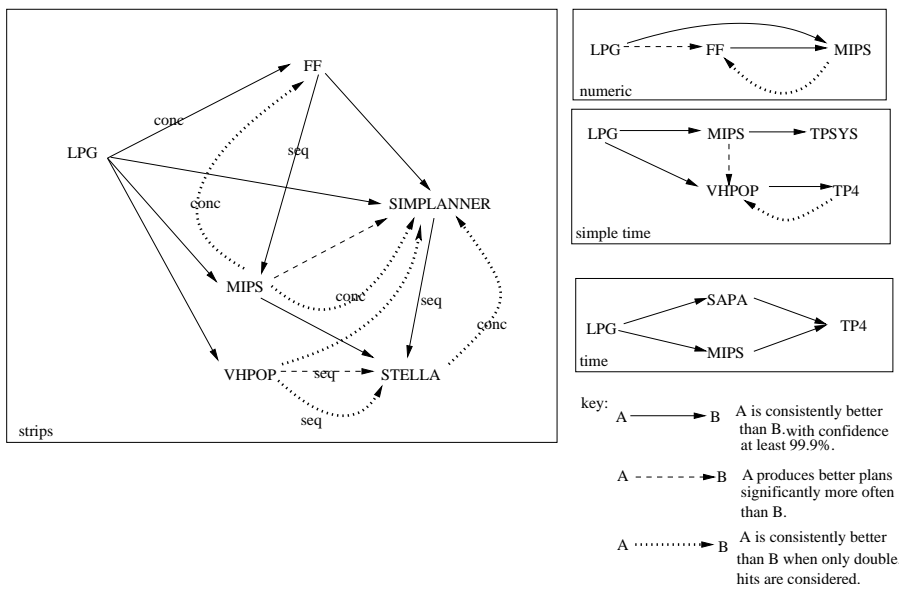 FF
conc
LPG
seq
conc
SIMPLANNER
MIPS
conc
seq
conc
VHPOP
seq
STELLA
seq
strips
LPG
FF
MIPS
numeric
LPG
MIPS
TPSYS
VHPOP
TP4
simple time
SAPA
LPG
TP4
MIPS
time
key:
A
B
A is consistently better
than B.with confidence
at least 99.9%.
A
B
A produces better plans
significantly more often
than B.
A
B
A is consistently better
than B when only double
hits are considered.